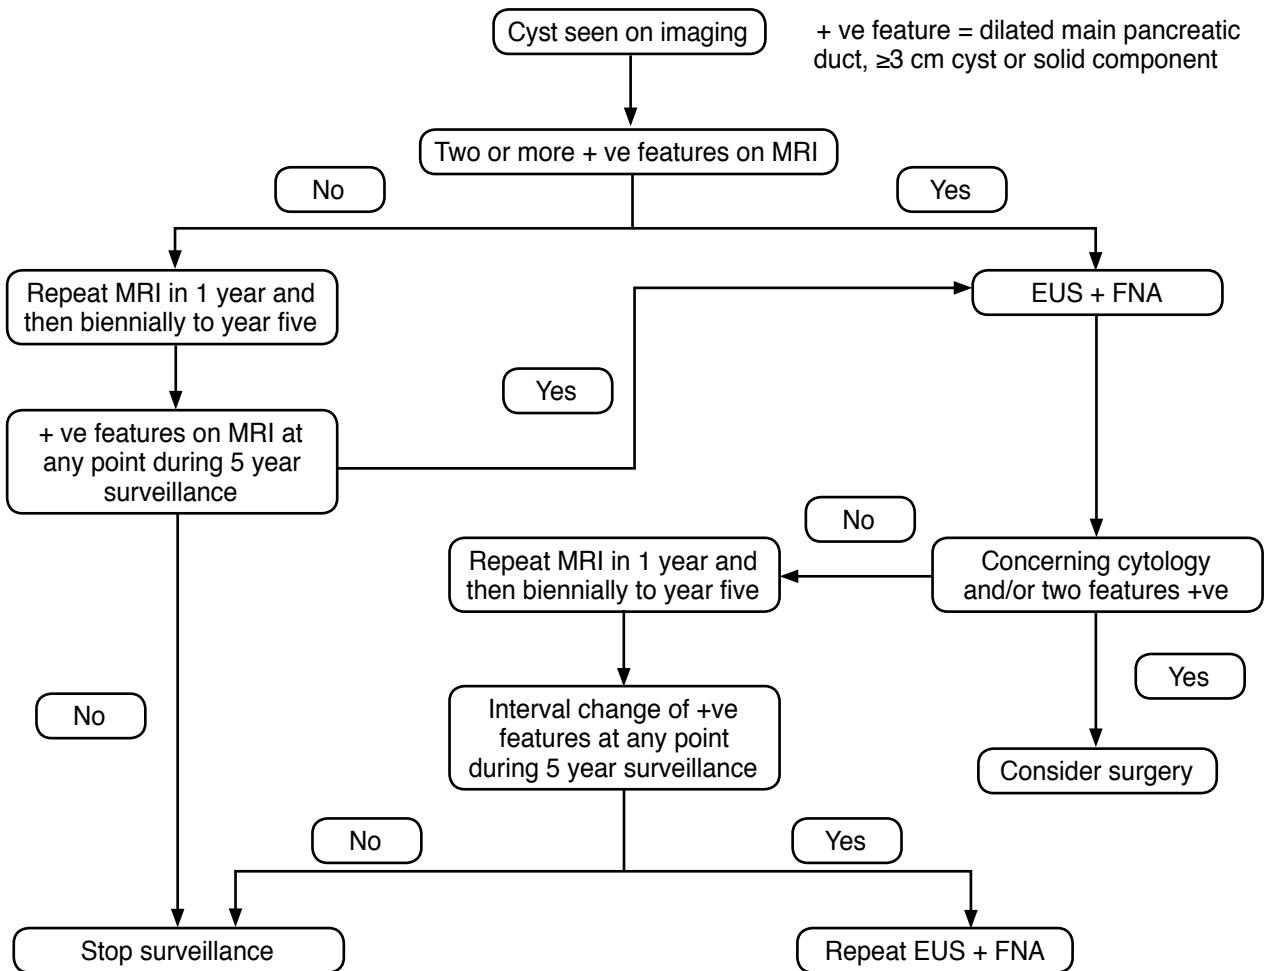 Cyst seen on imaging
+ ve feature = dilated main pancreatic
duct, ≥3 cm cyst or solid component
Two or more + ve features on MRI
No
Yes
Repeat MRI in 1 year and
then biennially to year five
EUS + FNA
Yes
+ ve features on MRI at
any point during 5 year
surveillance
No
Repeat MRI in 1 year and
then biennially to year five
Concerning cytology
and/or two features +ve
Yes
No
Interval change of +ve
features at any point
during 5 year surveillance
Consider surgery
No
Yes
Stop surveillance
Repeat EUS + FNA